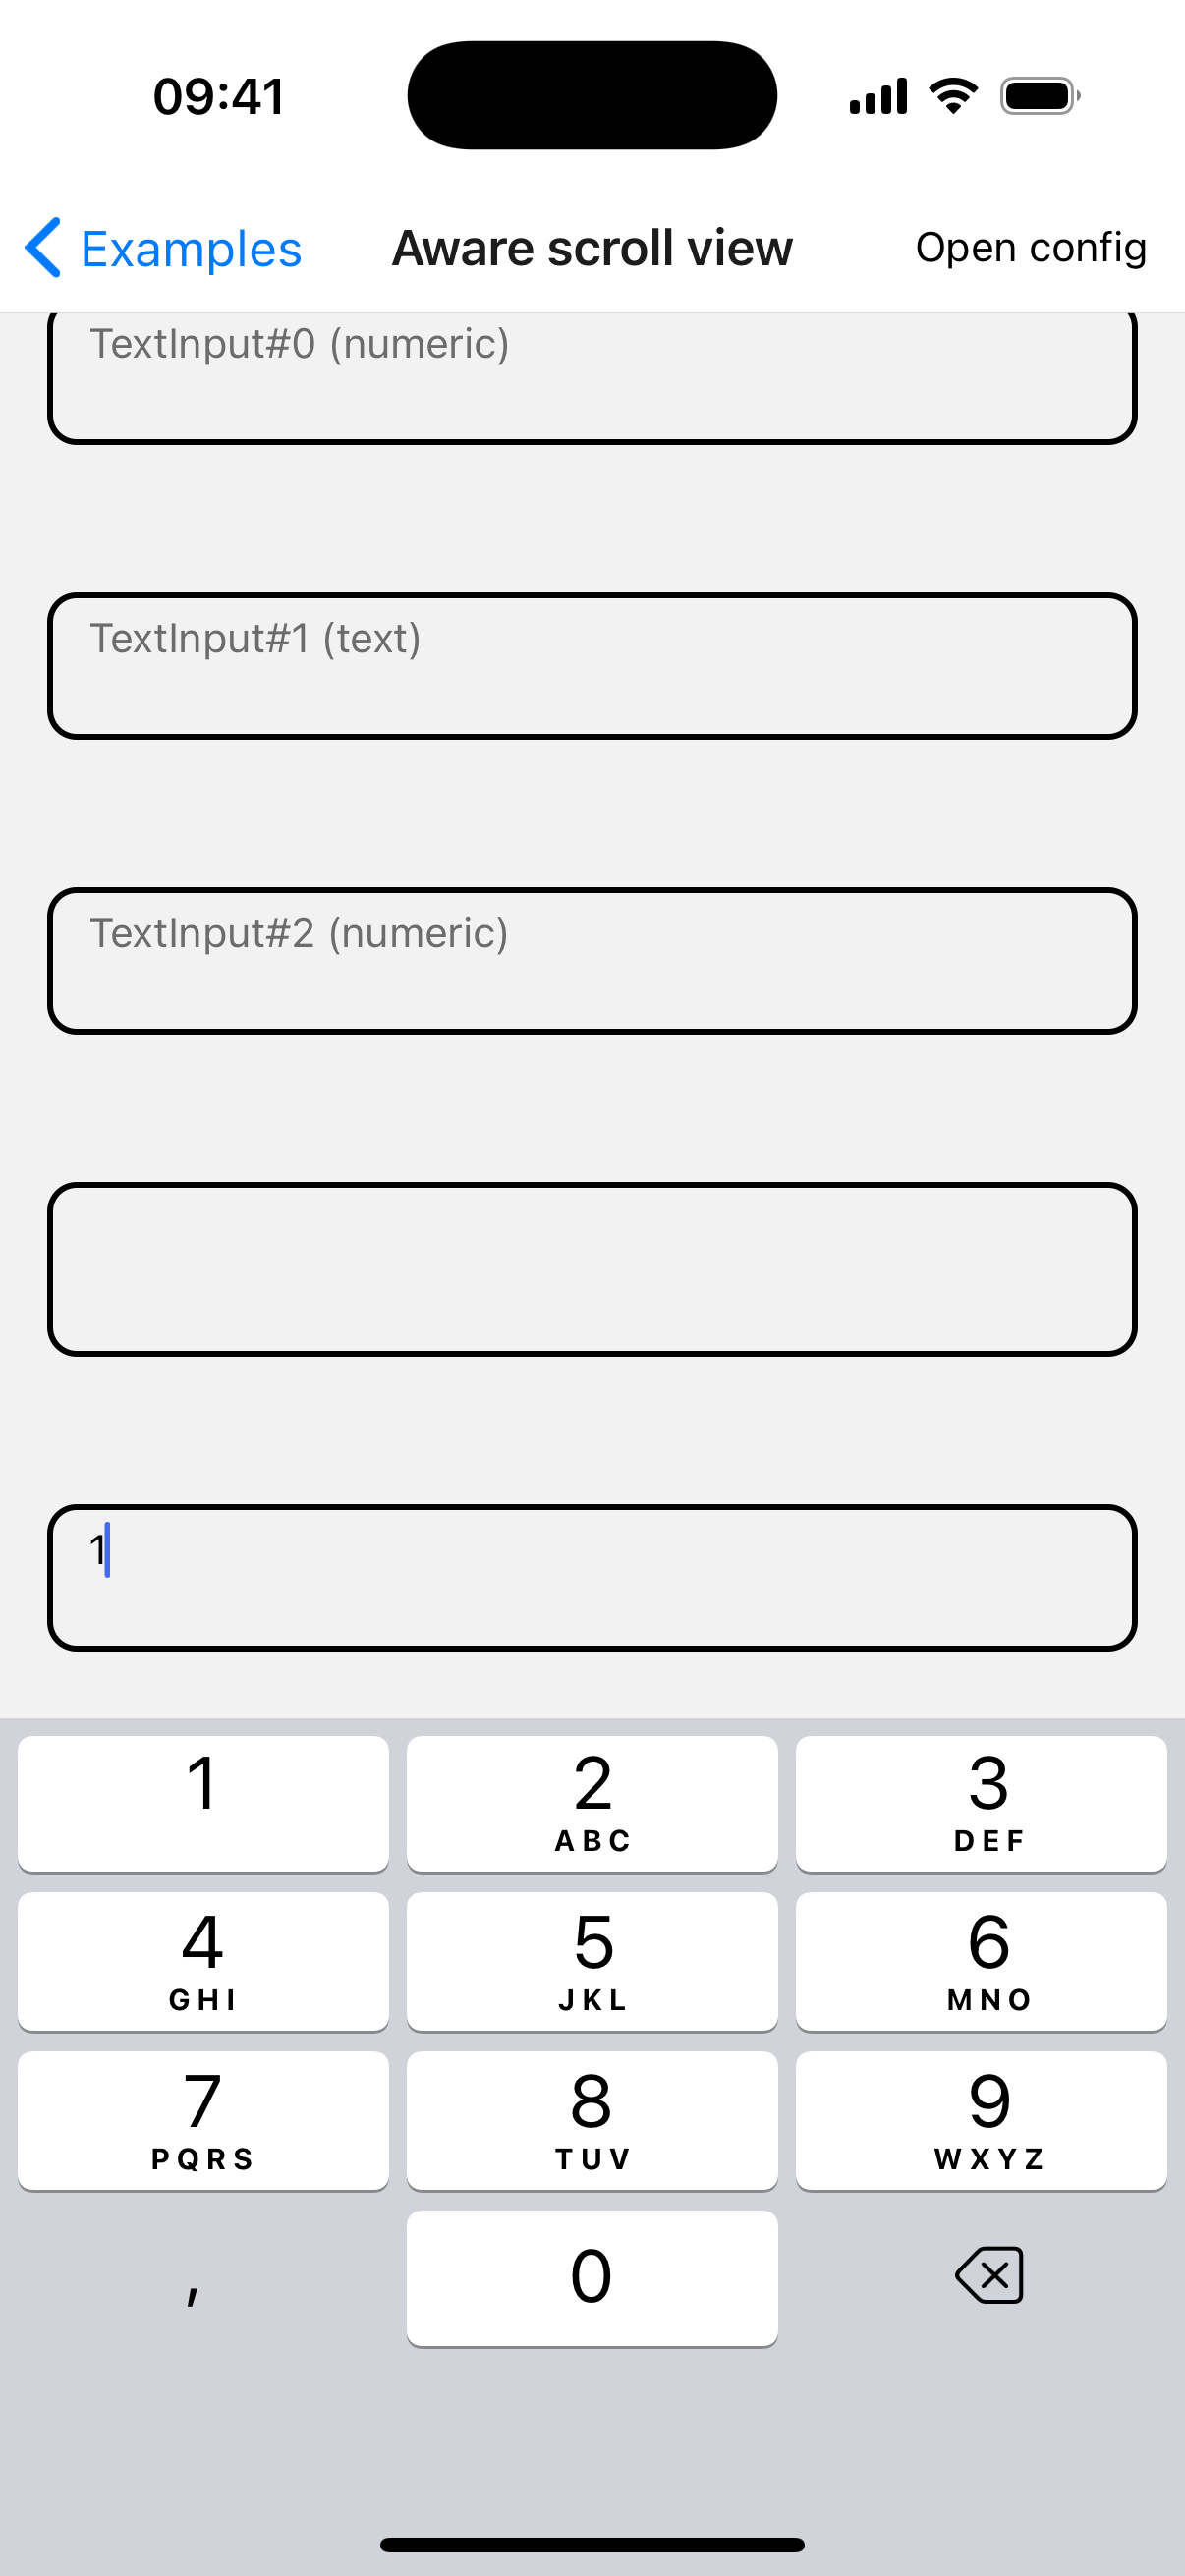 09:41
Examples
Aware scroll view
Open config
TextInput#0 (numeric)
TextInput#1 (text)
TextInput#2 (numeric)
1
1
2
ABC
3
DEF
4
GHI
5
JKL
6
MNO
7
PQRS
8
TUV
9
WXYZ
,
0